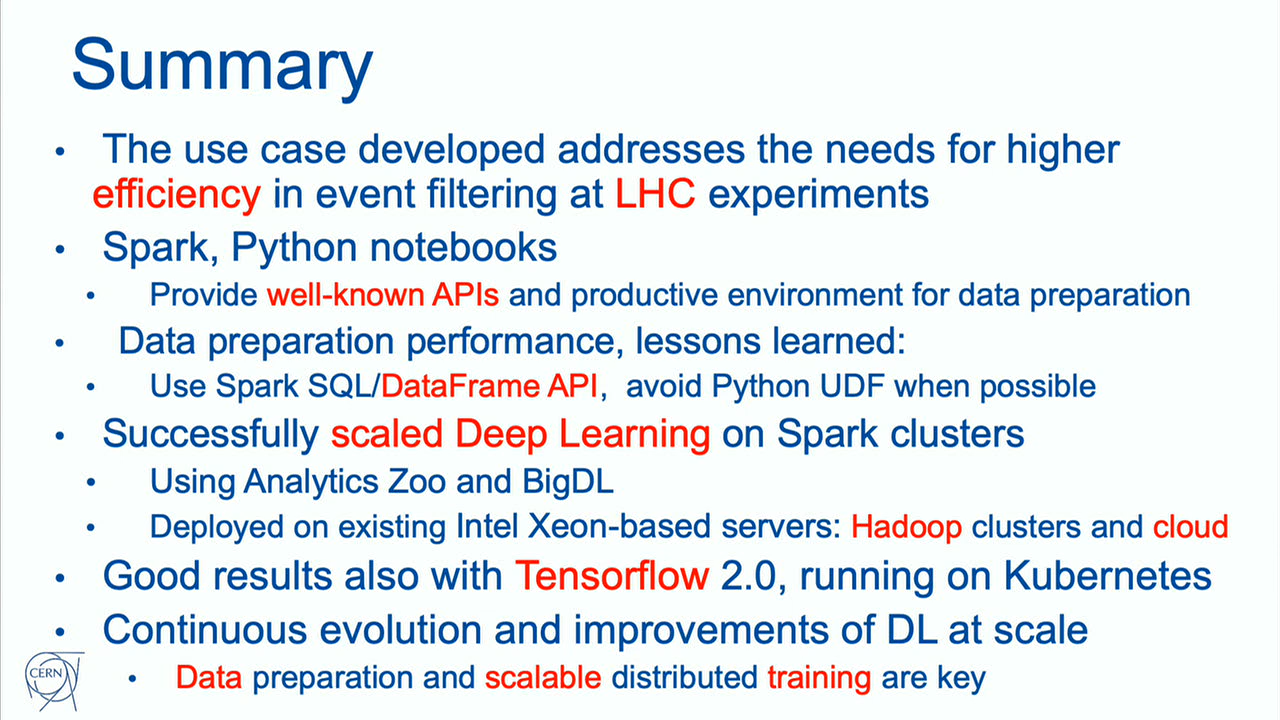 Summary
• The use case developed addresses the needs for higher
efficiency in event filtering at LHC experiments
• Spark, Python notebooks
• Provide well-known APIs and productive environment for data preparation
• Data preparation performance, lessons learned:
• Use Spark SQL/DataFrame API, avoid Python UDF when possible
• Successfully scaled Deep Learning on Spark clusters
• Using Analytics Zoo and BigDL
• Deployed on existing Intel Xeon-based servers: Hadoop clusters and cloud
• Good results also with Tensorflow 2.0, running on Kubernetes
• Continuous evolution and improvements of DL at scale
• Data preparation and scalable distributed training are key
CERN